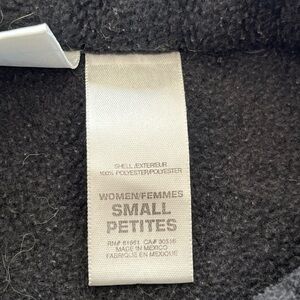 SHELL /EXTERIEUR
100% POLYESTER/POLYESTER
WOMEN/FEMMES
SMALL
PETITES
RN# 61661 CA# 30516
MADE IN MEXICO
FABRIQUE EN MEXIQUE